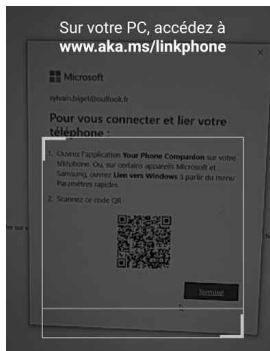 Sur votre PC, accédez à
www.aka.ms/linkphone
Microsoft
sylvain.biget@outlook.fr
Pour vous connecter et lier votre
téléphone :
1. Ouvrez l'application Your Phone Companion sur votre
téléphone. Ou, sur certains appareils Microsoft et
Samsung, ouvrez Lien vers Windows à partir du menu
Paramètres rapides.
2. Scannez ce code QR
Terminé